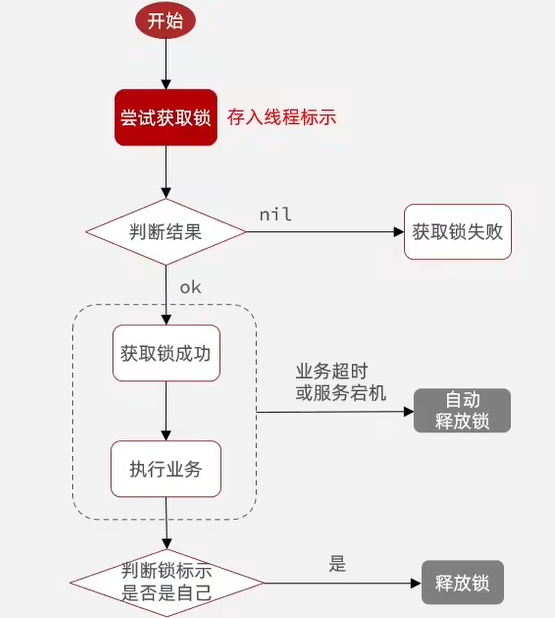 开始
尝试获取锁
存入线程标示
判断结果
nil
获取锁失败
ok
获取锁成功
业务超时
或服务宕机
自动
释放锁
执行业务
判断锁标示
是否是自己
是
释放锁